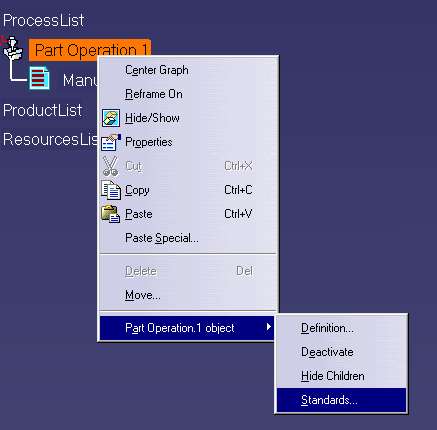 ProcessList
Part Operation.1
Manu
ProductList
ResourcesLis
Center Graph
Reframe On
Hide/Show
Properties
Cut Ctrl+X
Copy Ctrl+C
Paste Ctrl+V
Paste Special...
Delete Del
Move...
Part Operation.1 object
Definition...
Deactivate
Hide Children
Standards...